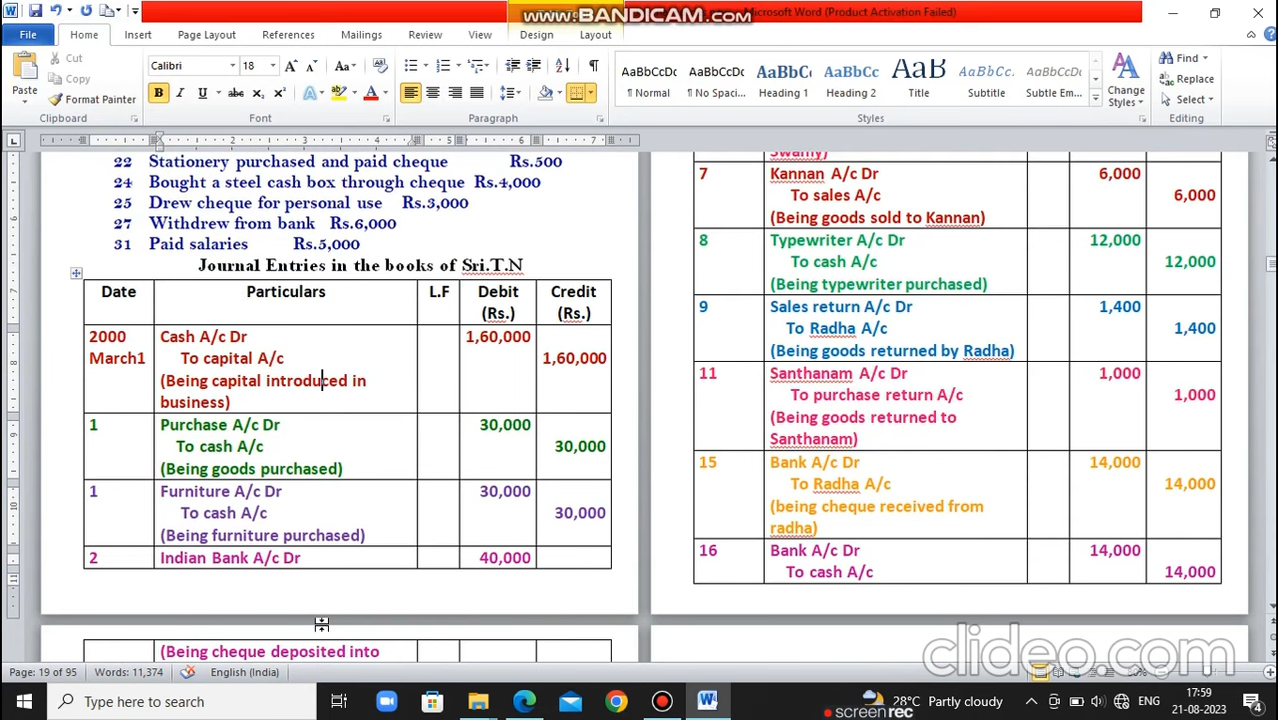 www.BANDICAM.com
Microsoft Word (Product Activation Failed)
File
Home
Insert
Page Layout
References
Mailings
Review
View
Design
Layout
Paste
Cut
Copy
Format Painter
Clipboard
Calibri
18
Font
Paragraph
AaBbCcDc
¶ Normal
AaBbCcDc
¶ No Spaci...
AaBbCc
Heading 1
AaBbCc
Heading 2
AaB
Title
AaBbCc.
Subtitle
AaBbCcDc
Subtle Em...
Change
Styles
Styles
Find
Replace
Select
Editing
22 Stationery purchased and paid cheque Rs.500
24 Bought a steel cash box through cheque Rs.4,000
25 Drew cheque for personal use Rs.3,000
27 Withdrew from bank Rs.6,000
31 Paid salaries Rs.5,000
Journal Entries in the books of Sri.T.N
Date Particulars L.F Debit Credit
(Rs.) (Rs.)
2000 Cash A/c Dr 1,60,000
March1 To capital A/c 1,60,000
(Being capital introduced in
business)
1 Purchase A/c Dr 30,000
To cash A/c 30,000
(Being goods purchased)
1 Furniture A/c Dr 30,000
To cash A/c 30,000
(Being furniture purchased)
2 Indian Bank A/c Dr 40,000
(Being cheque deposited into
Swamy)
7 Kannan A/c Dr 6,000
To sales A/c 6,000
(Being goods sold to Kannan)
8 Typewriter A/c Dr 12,000
To cash A/c 12,000
(Being typewriter purchased)
9 Sales return A/c Dr 1,400
To Radha A/c 1,400
(Being goods returned by Radha)
11 Santhanam A/c Dr 1,000
To purchase return A/c 1,000
(Being goods returned to
Santhanam)
15 Bank A/c Dr 14,000
To Radha A/c 14,000
(being cheque received from
radha)
16 Bank A/c Dr 14,000
To cash A/c 14,000
clideo.com
Page: 19 of 95 Words: 11,374 English (India)
Type here to search
28°C Partly cloudy
ENG
17:59
21-08-2023
screenrec